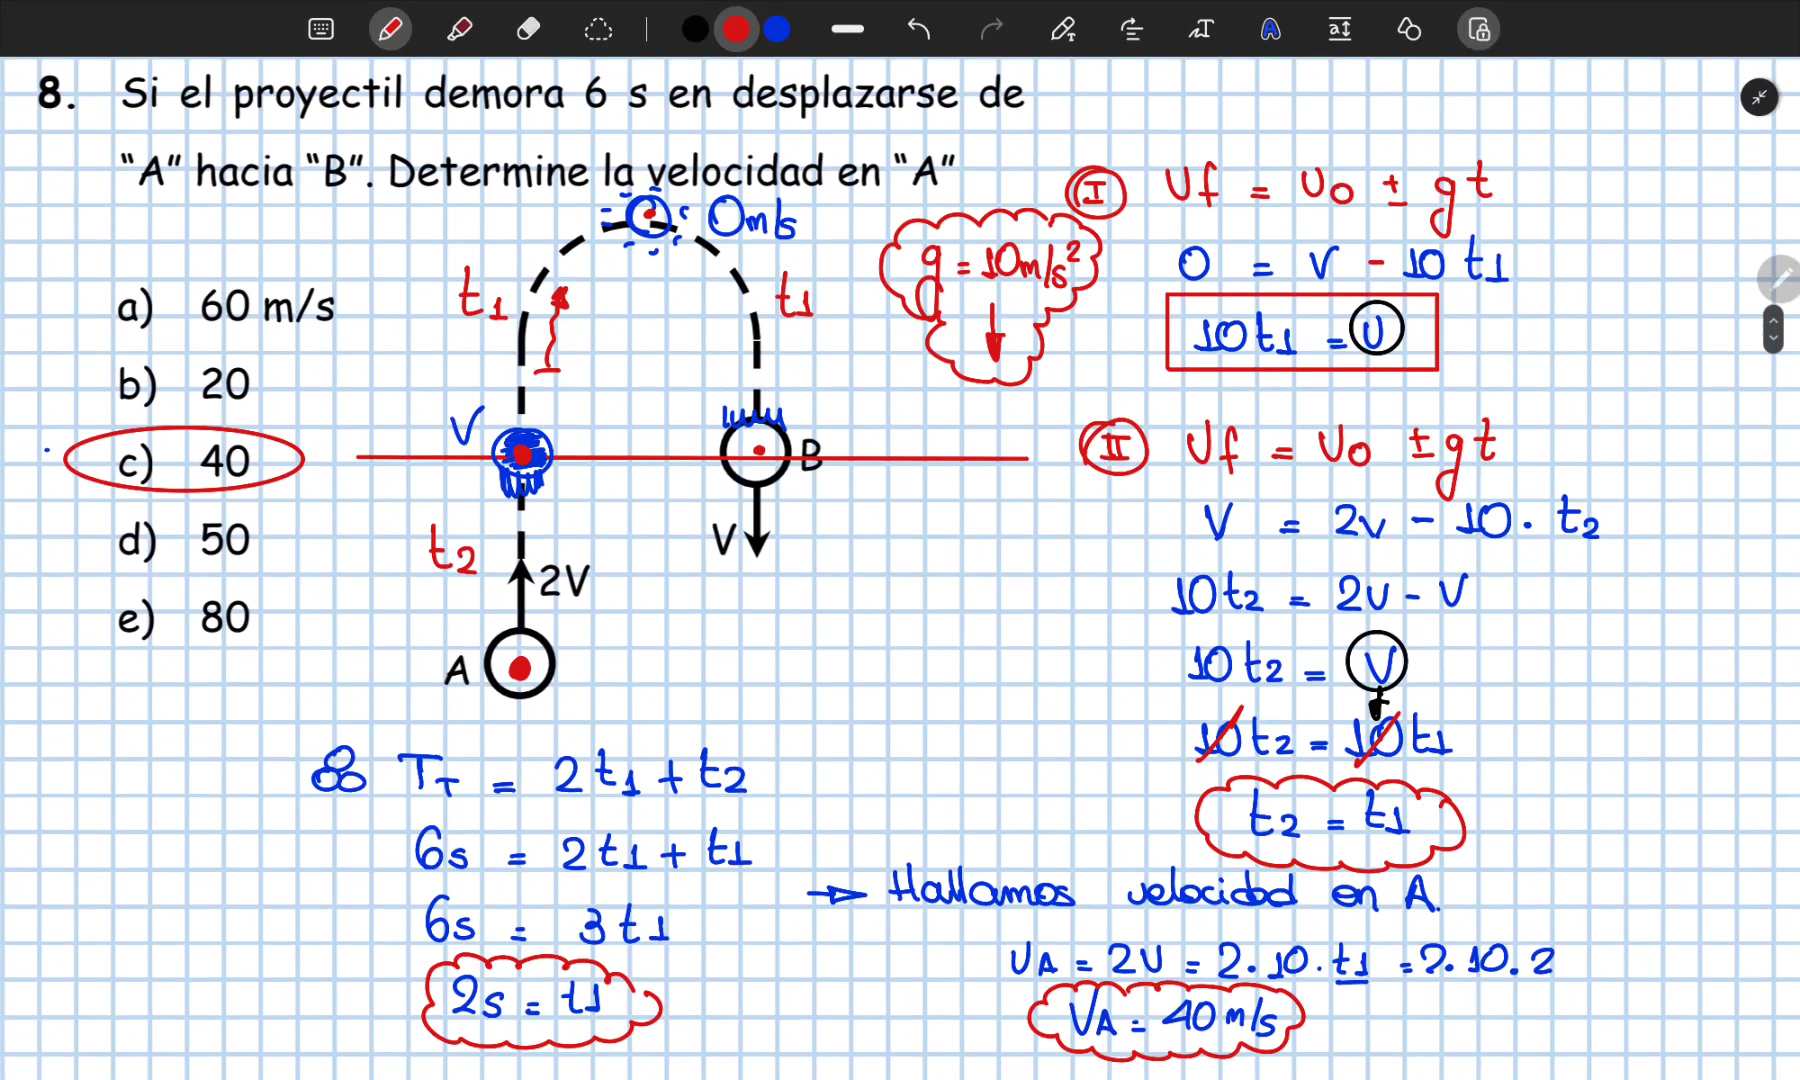 8. Si el proyectil demora 6 s en desplazarse de
"A" hacia "B". Determine la velocidad en "A"
a) 60 m/s
b) 20
c) 40
d) 50
e) 80
0m/s
t1
t1
g = 10m/s²
V
B
V
t2
2V
A
I Vf = Vo ± gt
0 = V - 10 t1
10t1 = V
II Vf = Vo ± gt
V = 2V - 10 . t2
10t2 = 2V - V
10t2 = V
10t2 = 10t1
t2 = t1
TT = 2t1 + t2
6s = 2t1 + t1
6s = 3t1
2s = t1
→ Hallamos velocidad en A.
VA = 2V = 2.10.t1 = 2.10.2
VA = 40 m/s